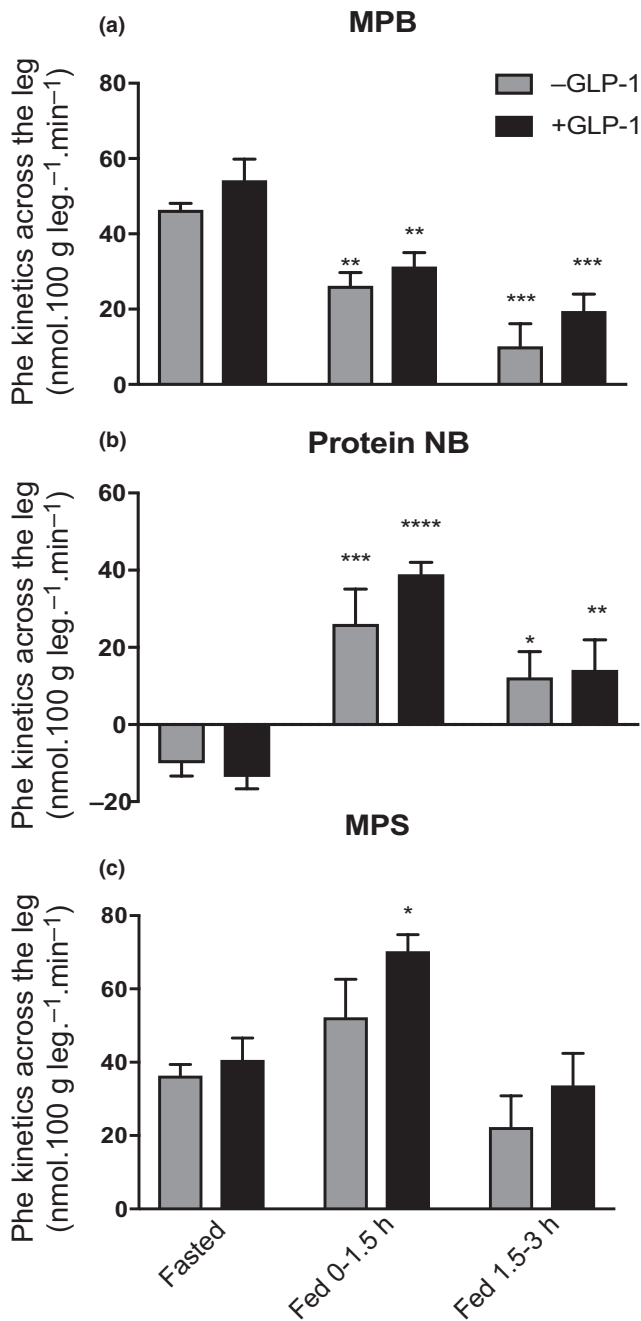 (a)
MPB
Phe kinetics across the leg
(nmol.100 g leg.⁻¹.min⁻¹)
80
60
40
20
0
–GLP-1
+GLP-1
**
**
***
***
(b)
Protein NB
Phe kinetics across the leg
(nmol.100 g leg.⁻¹.min⁻¹)
60
40
20
0
–20
***
****
*
**
MPS
(c)
Phe kinetics across the leg
(nmol.100 g leg.⁻¹.min⁻¹)
80
60
40
20
0
*
Fasted
Fed 0-1.5 h
Fed 1.5-3 h